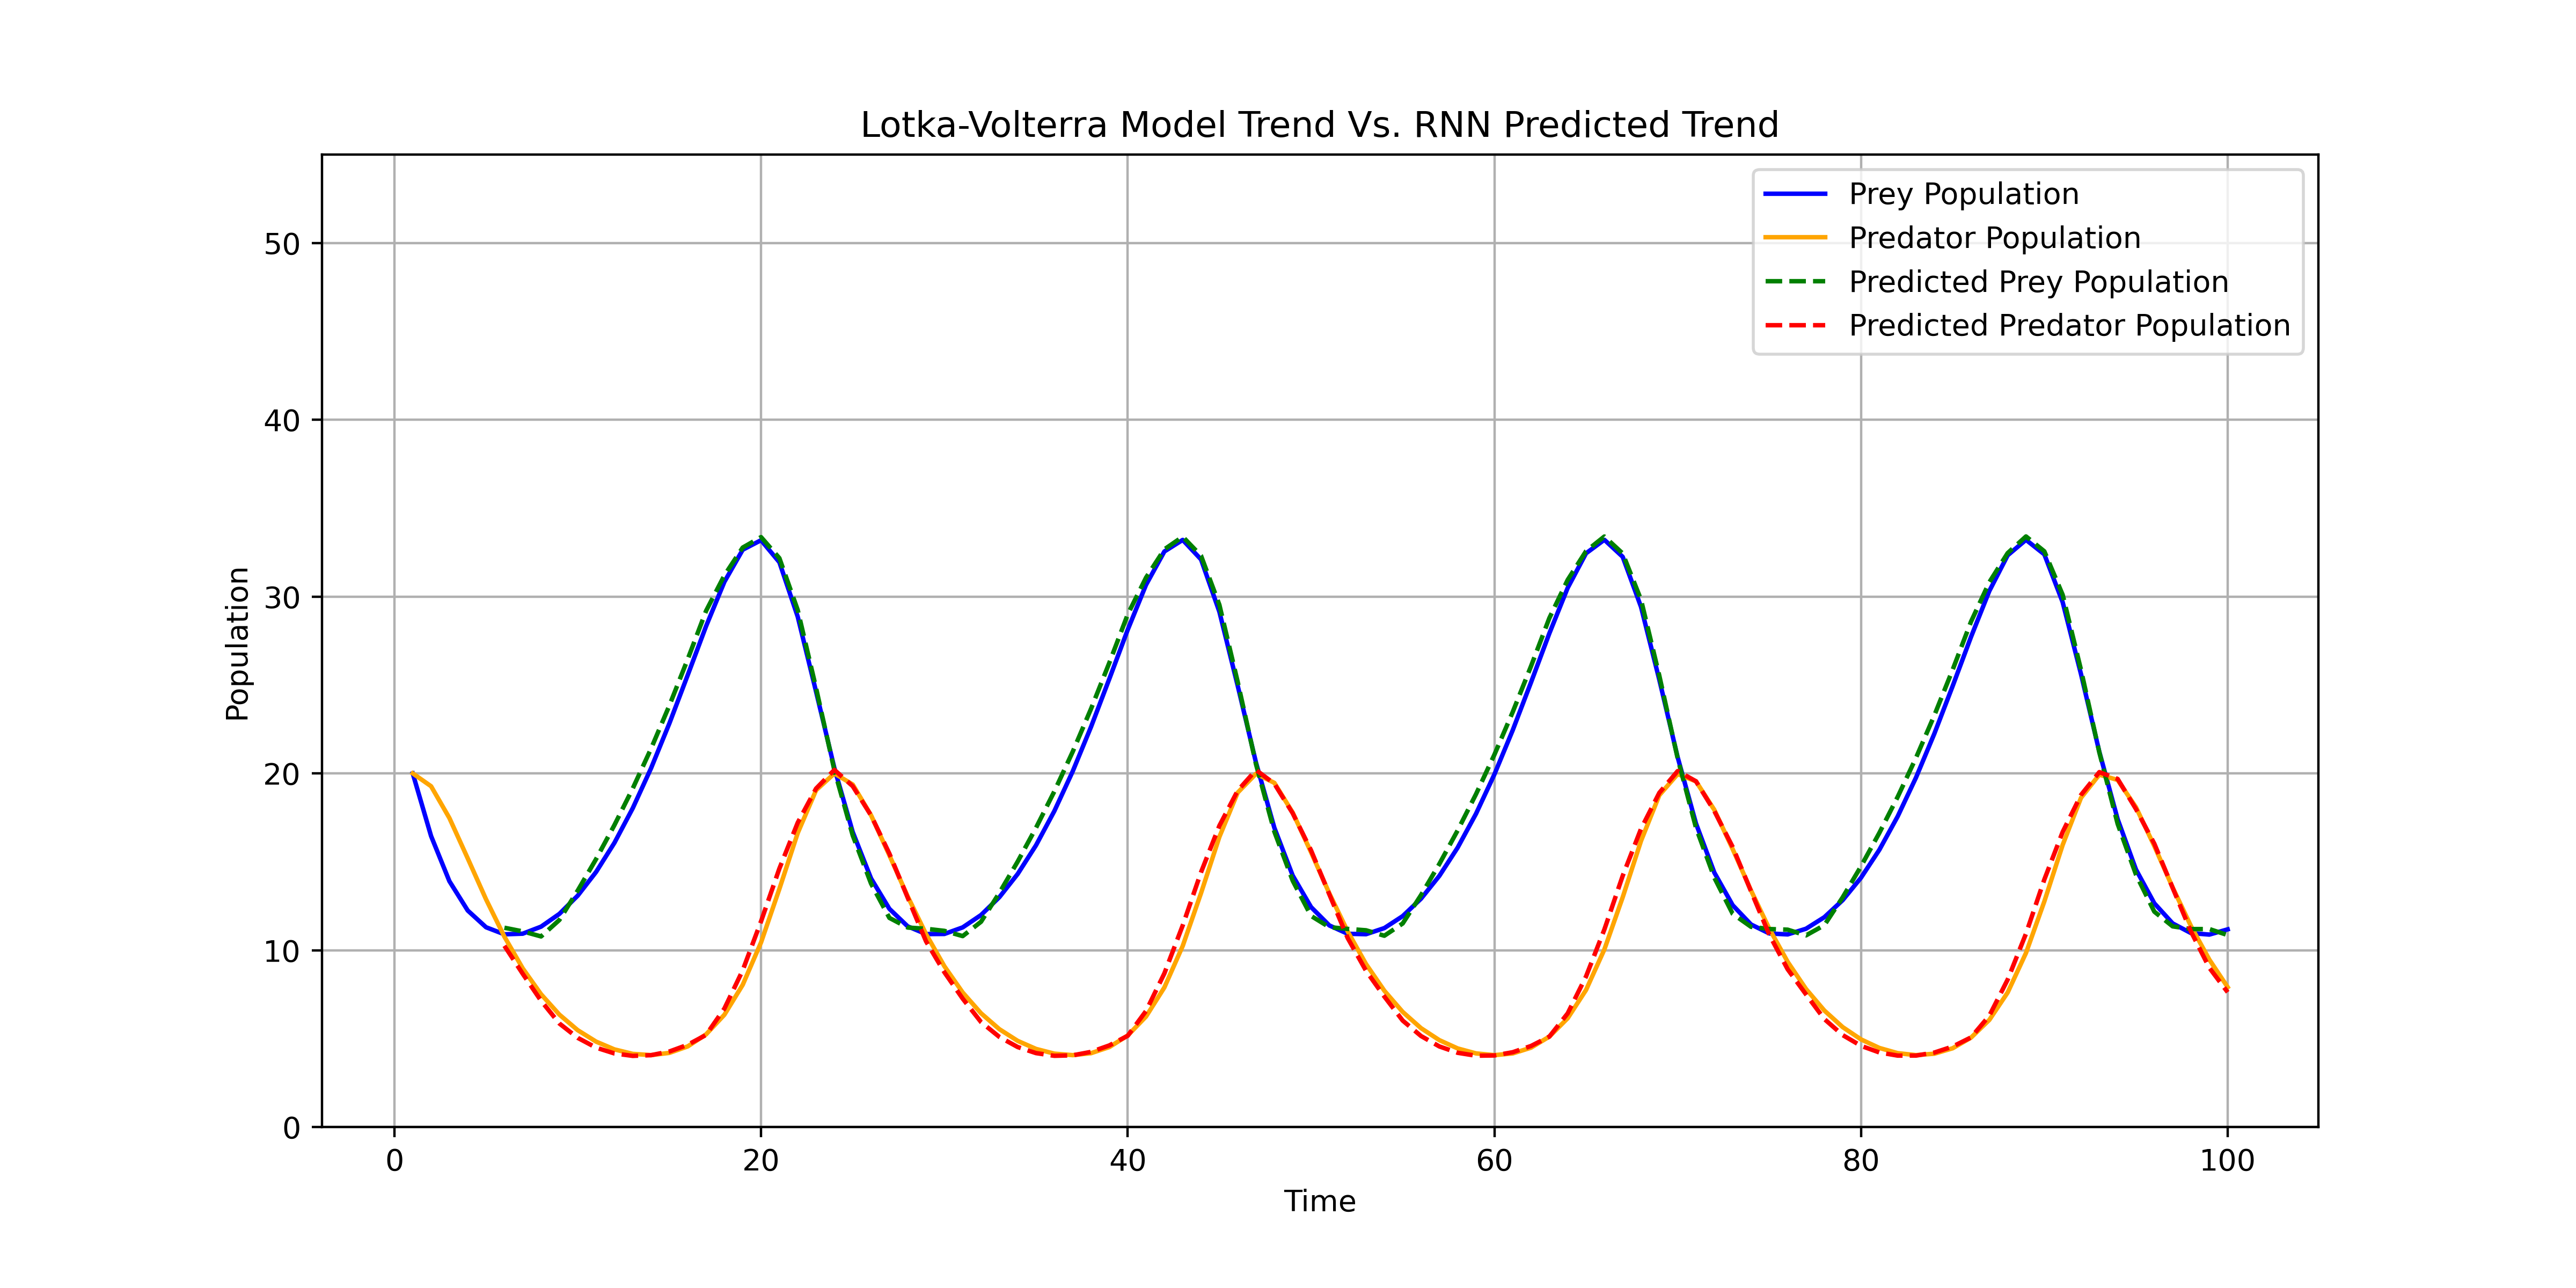 Lotka-Volterra Model Trend Vs. RNN Predicted Trend
Prey Population
Predator Population
Predicted Prey Population
Predicted Predator Population
50
40
30
20
10
0
Population
0 20 40 60 80 100
Time